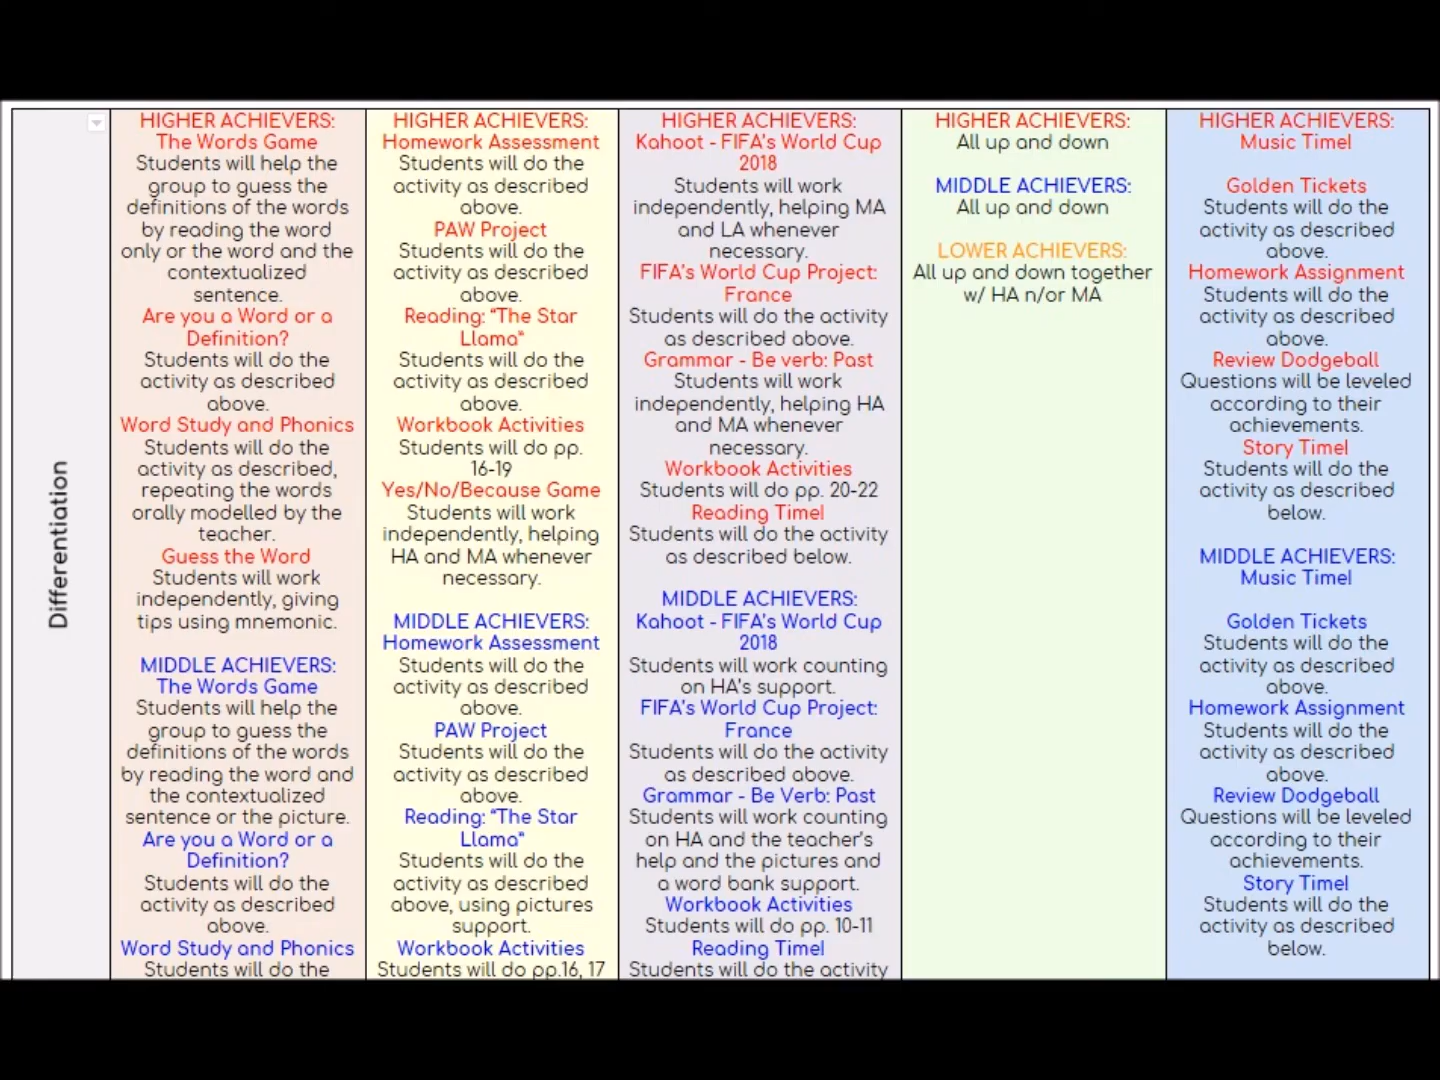 Differentiation
HIGHER ACHIEVERS:
The Words Game
Students will help the
group to guess the
definitions of the words
by reading the word
only or the word and the
contextualized
sentence.
Are you a Word or a
Definition?
Students will do the
activity as described
above.
Word Study and Phonics
Students will do the
activity as described,
repeating the words
orally modelled by the
teacher.
Guess the Word
Students will work
independently, giving
tips using mnemonic.
MIDDLE ACHIEVERS:
The Words Game
Students will help the
group to guess the
definitions of the words
by reading the word and
the contextualized
sentence or the picture.
Are you a Word or a
Definition?
Students will do the
activity as described
above.
Word Study and Phonics
Students will do the
HIGHER ACHIEVERS:
Homework Assessment
Students will do the
activity as described
above.
PAW Project
Students will do the
activity as described
above.
Reading: “The Star
Llama”
Students will do the
activity as described
above.
Workbook Activities
Students will do pp.
16-19
Yes/No/Because Game
Students will work
independently, helping
HA and MA whenever
necessary.
MIDDLE ACHIEVERS:
Homework Assessment
Students will do the
activity as described
above.
PAW Project
Students will do the
activity as described
above.
Reading: “The Star
Llama”
Students will do the
activity as described
above, using pictures
support.
Workbook Activities
Students will do pp.16, 17
HIGHER ACHIEVERS:
Kahoot - FIFA's World Cup
2018
Students will work
independently, helping MA
and LA whenever
necessary.
FIFA's World Cup Project:
France
Students will do the activity
as described above.
Grammar - Be verb: Past
Students will work
independently, helping HA
and MA whenever
necessary.
Workbook Activities
Students will do pp. 20-22
Reading Time!
Students will do the activity
as described below.
MIDDLE ACHIEVERS:
Kahoot - FIFA's World Cup
2018
Students will work counting
on HA's support.
FIFA's World Cup Project:
France
Students will do the activity
as described above.
Grammar - Be Verb: Past
Students will work counting
on HA and the teacher's
help and the pictures and
a word bank support.
Workbook Activities
Students will do pp. 10-11
Reading Time!
Students will do the activity
HIGHER ACHIEVERS:
All up and down
MIDDLE ACHIEVERS:
All up and down
LOWER ACHIEVERS:
All up and down together
w/ HA n/or MA
HIGHER ACHIEVERS:
Music Time!
Golden Tickets
Students will do the
activity as described
above.
Homework Assignment
Students will do the
activity as described
above.
Review Dodgeball
Questions will be leveled
according to their
achievements.
Story Time!
Students will do the
activity as described
below.
MIDDLE ACHIEVERS:
Music Time!
Golden Tickets
Students will do the
activity as described
above.
Homework Assignment
Students will do the
activity as described
above.
Review Dodgeball
Questions will be leveled
according to their
achievements.
Story Time!
Students will do the
activity as described
below.